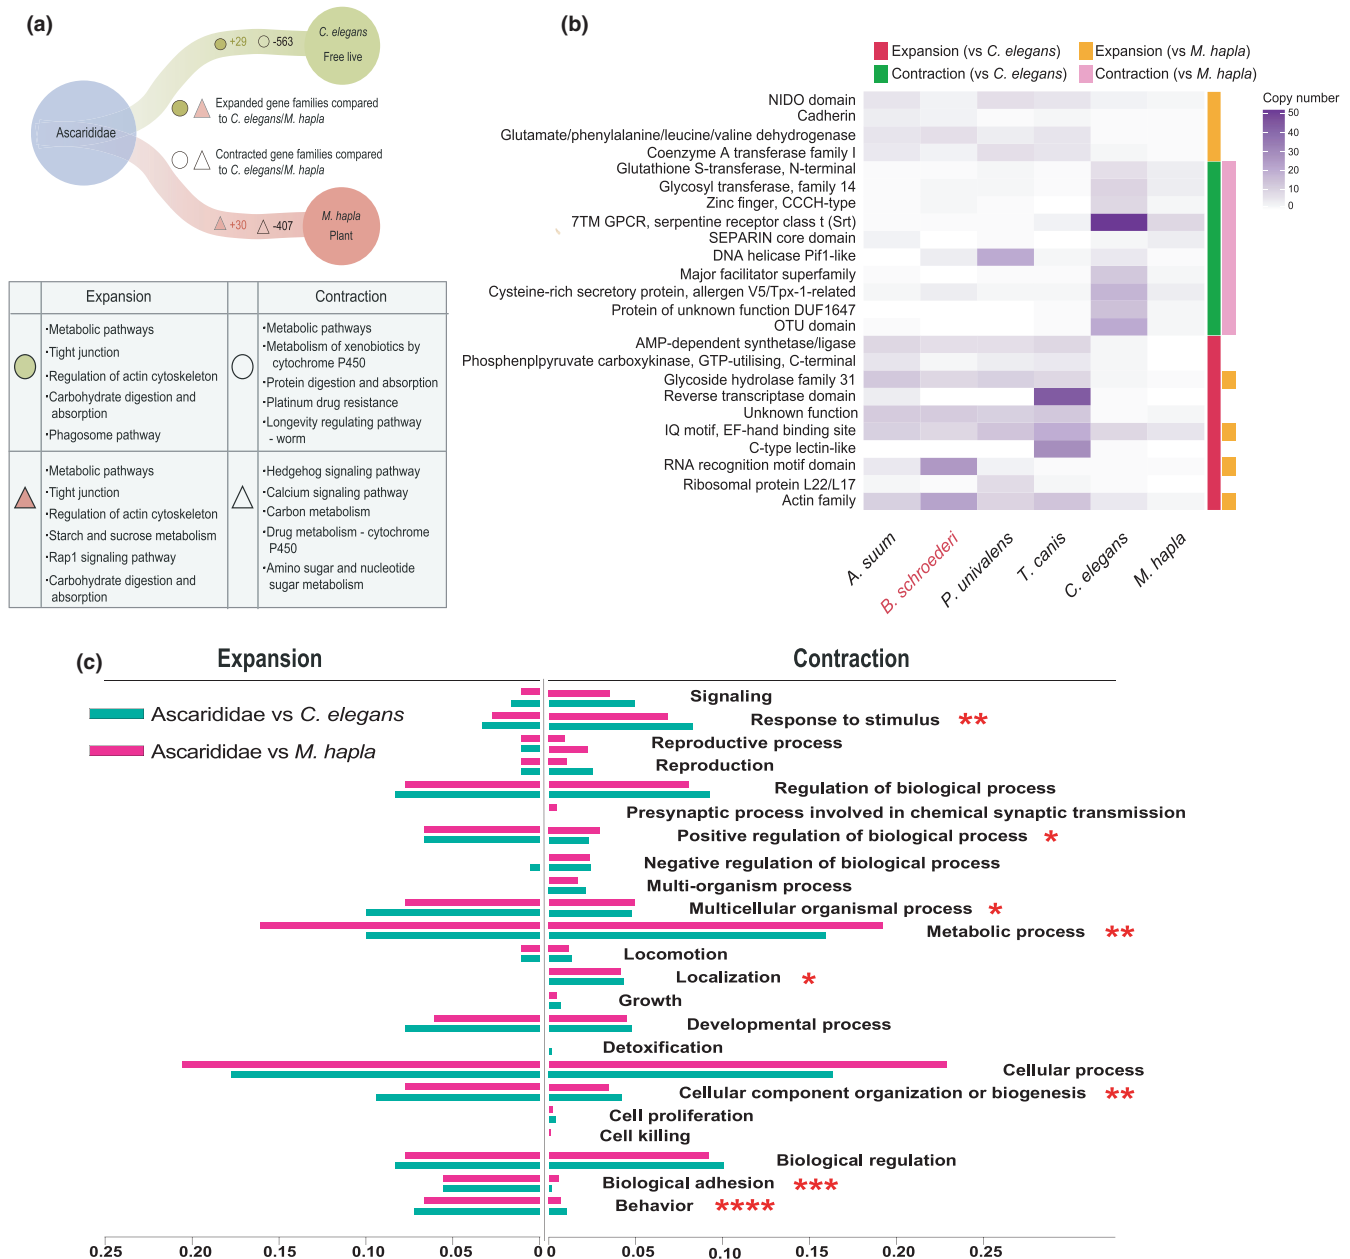 (a)
+29
-563
C. elegans
Free live
Ascarididae
Expanded gene families compared
to C. elegans/M. hapla
Contracted gene families compared
to C. elegans/M. hapla
+30
-407
M. hapla
Plant
Expansion
Contraction
·Metabolic pathways
·Tight junction
·Regulation of actin cytoskeleton
·Carbohydrate digestion and
absorption
·Phagosome pathway
·Metabolic pathways
·Metabolism of xenobiotics by
cytochrome P450
·Protein digestion and absorption
·Platinum drug resistance
·Longevity regulating pathway
- worm
·Metabolic pathways
·Tight junction
·Regulation of actin cytoskeleton
·Starch and sucrose metabolism
·Rap1 signaling pathway
·Carbohydrate digestion and
absorption
·Hedgehog signaling pathway
·Calcium signaling pathway
·Carbon metabolism
·Drug metabolism - cytochrome
P450
·Amino sugar and nucleotide
sugar metabolism
(b)
Expansion (vs C. elegans)
Expansion (vs M. hapla)
Contraction (vs C. elegans)
Contraction (vs M. hapla)
Copy number
50
40
30
20
10
0
NIDO domain
Cadherin
Glutamate/phenylalanine/leucine/valine dehydrogenase
Coenzyme A transferase family I
Glutathione S-transferase, N-terminal
Glycosyl transferase, family 14
Zinc finger, CCCH-type
7TM GPCR, serpentine receptor class t (Srt)
SEPARIN core domain
DNA helicase Pif1-like
Major facilitator superfamily
Cysteine-rich secretory protein, allergen V5/Tpx-1-related
Protein of unknown function DUF1647
OTU domain
AMP-dependent synthetase/ligase
Phosphenplpyruvate carboxykinase, GTP-utilising, C-terminal
Glycoside hydrolase family 31
Reverse transcriptase domain
Unknown function
IQ motif, EF-hand binding site
C-type lectin-like
RNA recognition motif domain
Ribosomal protein L22/L17
Actin family
A. suum
B. schroederi
P. univalens
T. canis
C. elegans
M. hapla
(c)
Expansion
Contraction
Ascarididae vs C. elegans
Ascarididae vs M. hapla
Signaling
Response to stimulus **
Reproductive process
Reproduction
Regulation of biological process
Presynaptic process involved in chemical synaptic transmission
Positive regulation of biological process *
Negative regulation of biological process
Multi-organism process
Multicellular organismal process *
Metabolic process **
Locomotion
Localization *
Growth
Developmental process
Detoxification
Cellular process
Cellular component organization or biogenesis **
Cell proliferation
Cell killing
Biological regulation
Biological adhesion ***
Behavior ****
0.25 0.20 0.15 0.10 0.05 0 0 0.05 0.10 0.15 0.20 0.25